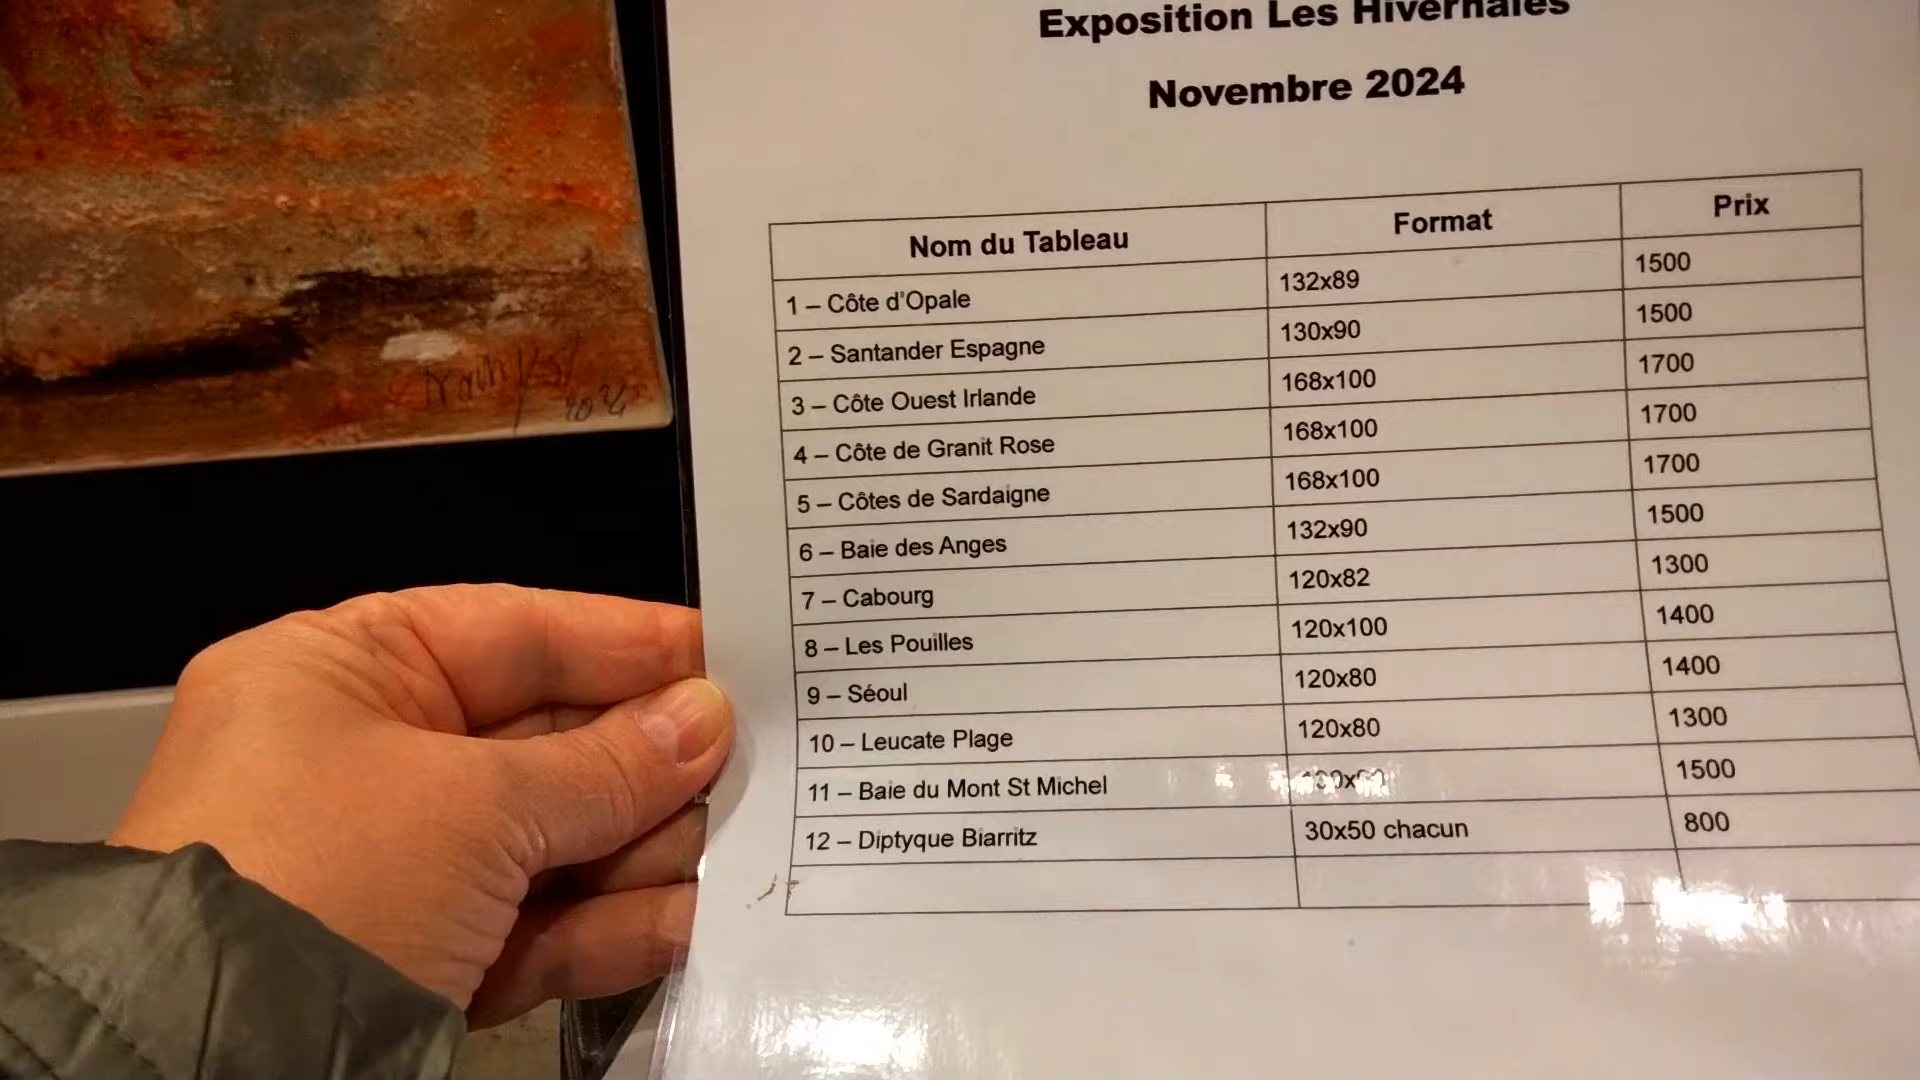 Exposition Les Hivernales
Novembre 2024
Nom du Tableau Format Prix
1 – Côte d'Opale 132x89 1500
2 – Santander Espagne 130x90 1500
3 – Côte Ouest Irlande 168x100 1700
4 – Côte de Granit Rose 168x100 1700
5 – Côtes de Sardaigne 168x100 1700
6 – Baie des Anges 132x90 1500
7 – Cabourg 120x82 1300
8 – Les Pouilles 120x100 1400
9 – Séoul 120x80 1400
10 – Leucate Plage 120x80 1300
11 – Baie du Mont St Michel 1500
12 – Diptyque Biarritz 30x50 chacun 800
2024